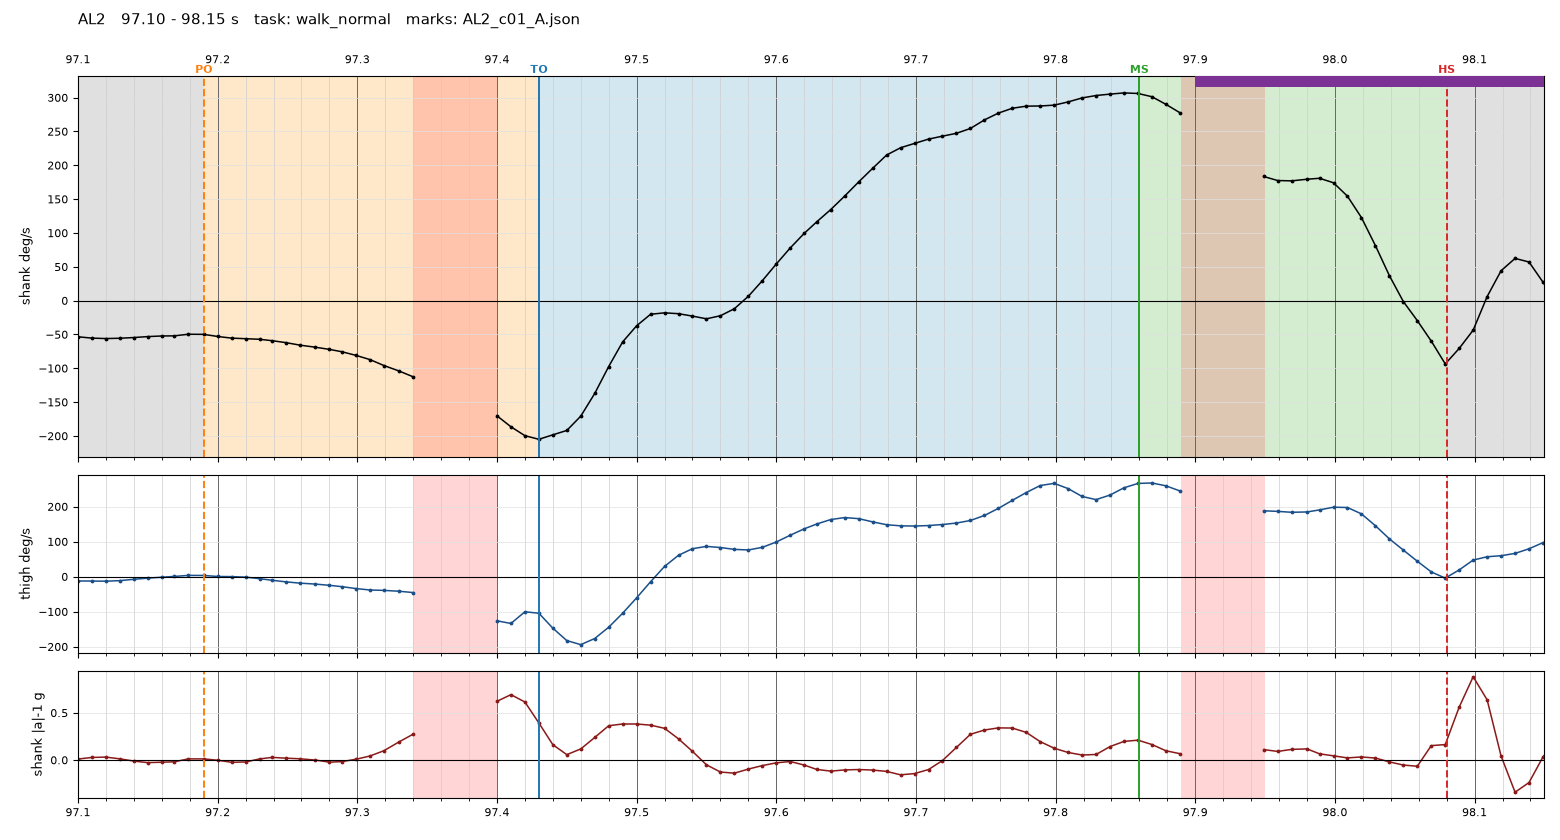 AL2   97.10 - 98.15 s   task: walk_normal   marks: AL2_c01_A.json
97.1 97.2 97.3 97.4 97.5 97.6 97.7 97.8 97.9 98.0 98.1
PO TO MS HS
300
250
200
150
100
50
0
−50
−100
−150
−200
shank deg/s
200
100
0
−100
−200
thigh deg/s
0.5
0.0
shank |a|-1 g
97.1 97.2 97.3 97.4 97.5 97.6 97.7 97.8 97.9 98.0 98.1